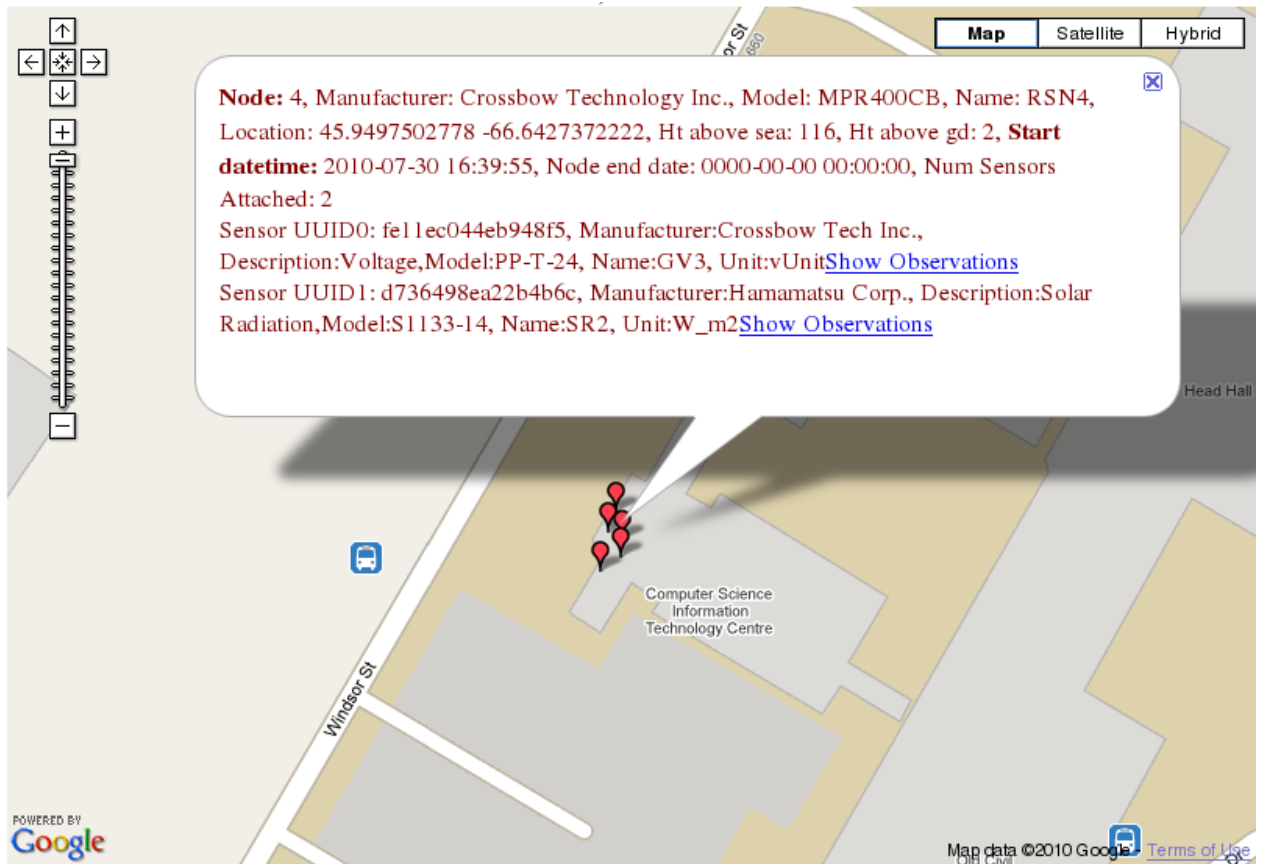 or St
660
Map Satellite Hybrid
Node: 4, Manufacturer: Crossbow Technology Inc., Model: MPR400CB, Name: RSN4,
Location: 45.9497502778 -66.6427372222, Ht above sea: 116, Ht above gd: 2, Start
datetime: 2010-07-30 16:39:55, Node end date: 0000-00-00 00:00:00, Num Sensors
Attached: 2
Sensor UUID0: fe11ec044eb948f5, Manufacturer:Crossbow Tech Inc.,
Description:Voltage,Model:PP-T-24, Name:GV3, Unit:vUnitShow Observations
Sensor UUID1: d736498ea22b4b6c, Manufacturer:Hamamatsu Corp., Description:Solar
Radiation,Model:S1133-14, Name:SR2, Unit:W_m2Show Observations
Head Hall
Computer Science
Information
Technology Centre
Windsor St
POWERED BY
Google
Map data ©2010 Google - Terms of Use
Old Civil